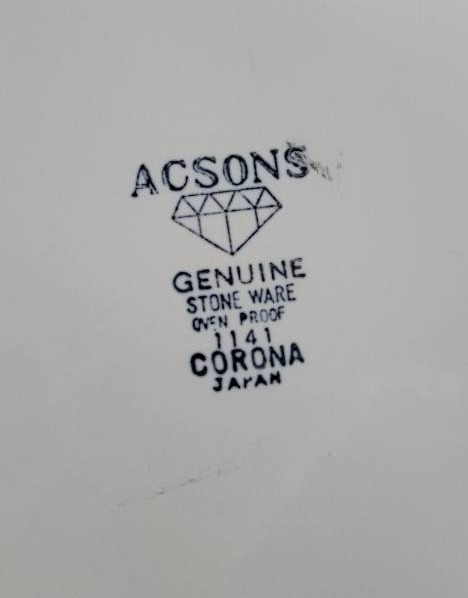 ACSONS
GENUINE
STONE WARE
OVEN PROOF
1141
CORONA
JAPAN